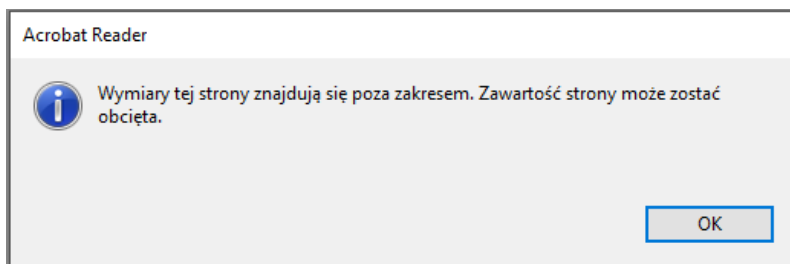 Acrobat Reader
Wymiary tej strony znajdują się poza zakresem. Zawartość strony może zostać
obcięta.
OK